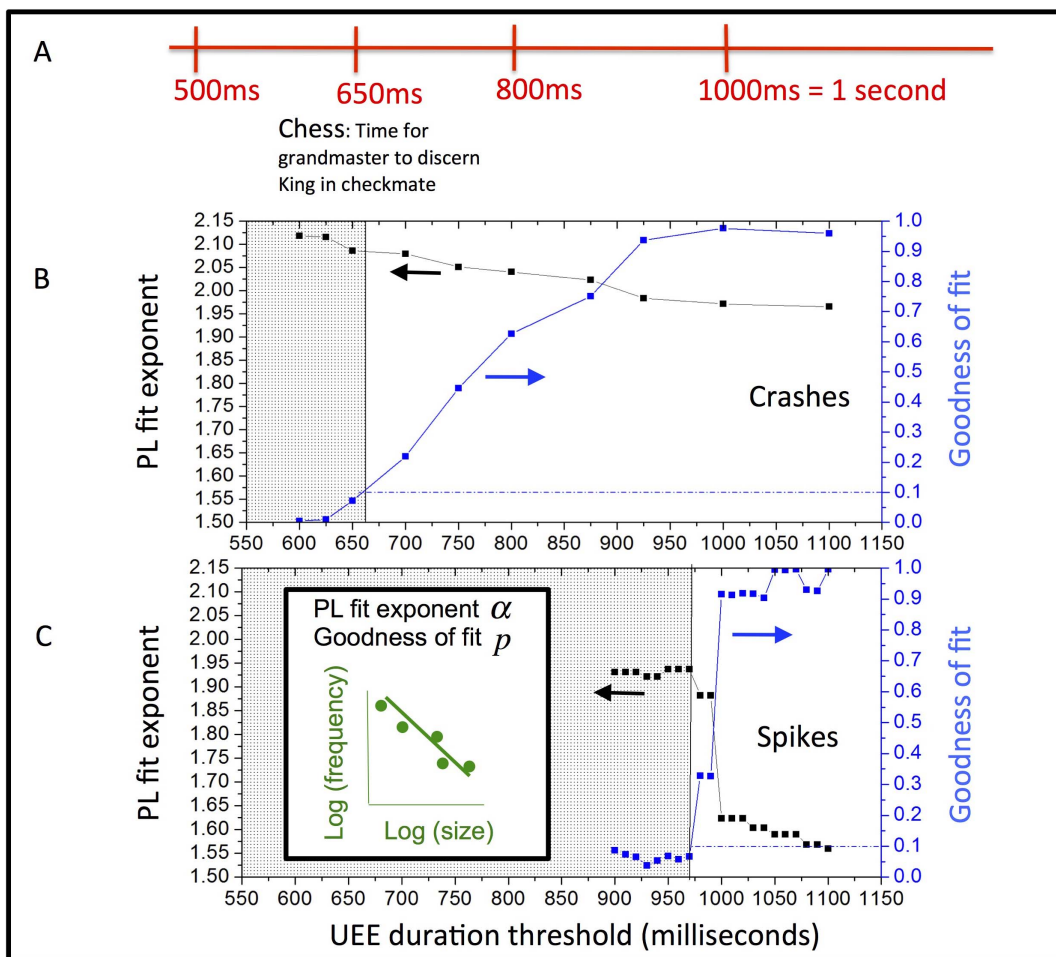 A
500ms
650ms
800ms
1000ms = 1 second
Chess: Time for
grandmaster to discern
King in checkmate
B
PL fit exponent
2.15
2.10
2.05
2.00
1.95
1.90
1.85
1.80
1.75
1.70
1.65
1.60
1.55
1.50
Crashes
1.0
0.9
0.8
0.7
0.6
0.5
0.4
0.3
0.2
0.1
0.0
Goodness of fit
550 600 650 700 750 800 850 900 950 1000 1050 1100 1150
C
PL fit exponent
2.15
2.10
2.05
2.00
1.95
1.90
1.85
1.80
1.75
1.70
1.65
1.60
1.55
1.50
PL fit exponent α
Goodness of fit p
Log (frequency)
Log (size)
Spikes
1.0
0.9
0.8
0.7
0.6
0.5
0.4
0.3
0.2
0.1
0.0
Goodness of fit
550 600 650 700 750 800 850 900 950 1000 1050 1100 1150
UEE duration threshold (milliseconds)